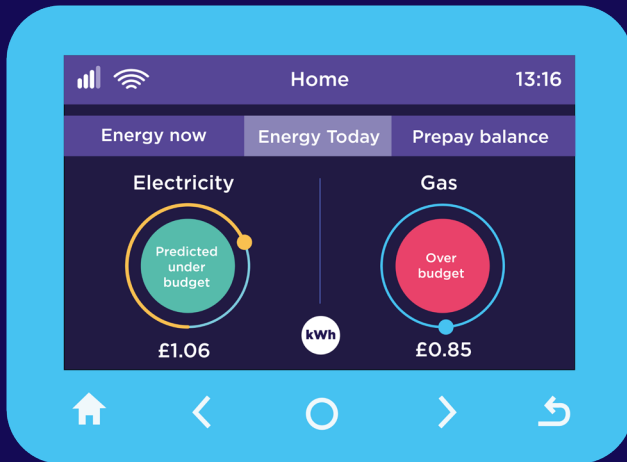 Home
13:16
Energy now
Energy Today
Prepay balance
Electricity
Gas
Predicted
under
budget
Over
budget
kWh
£1.06
£0.85